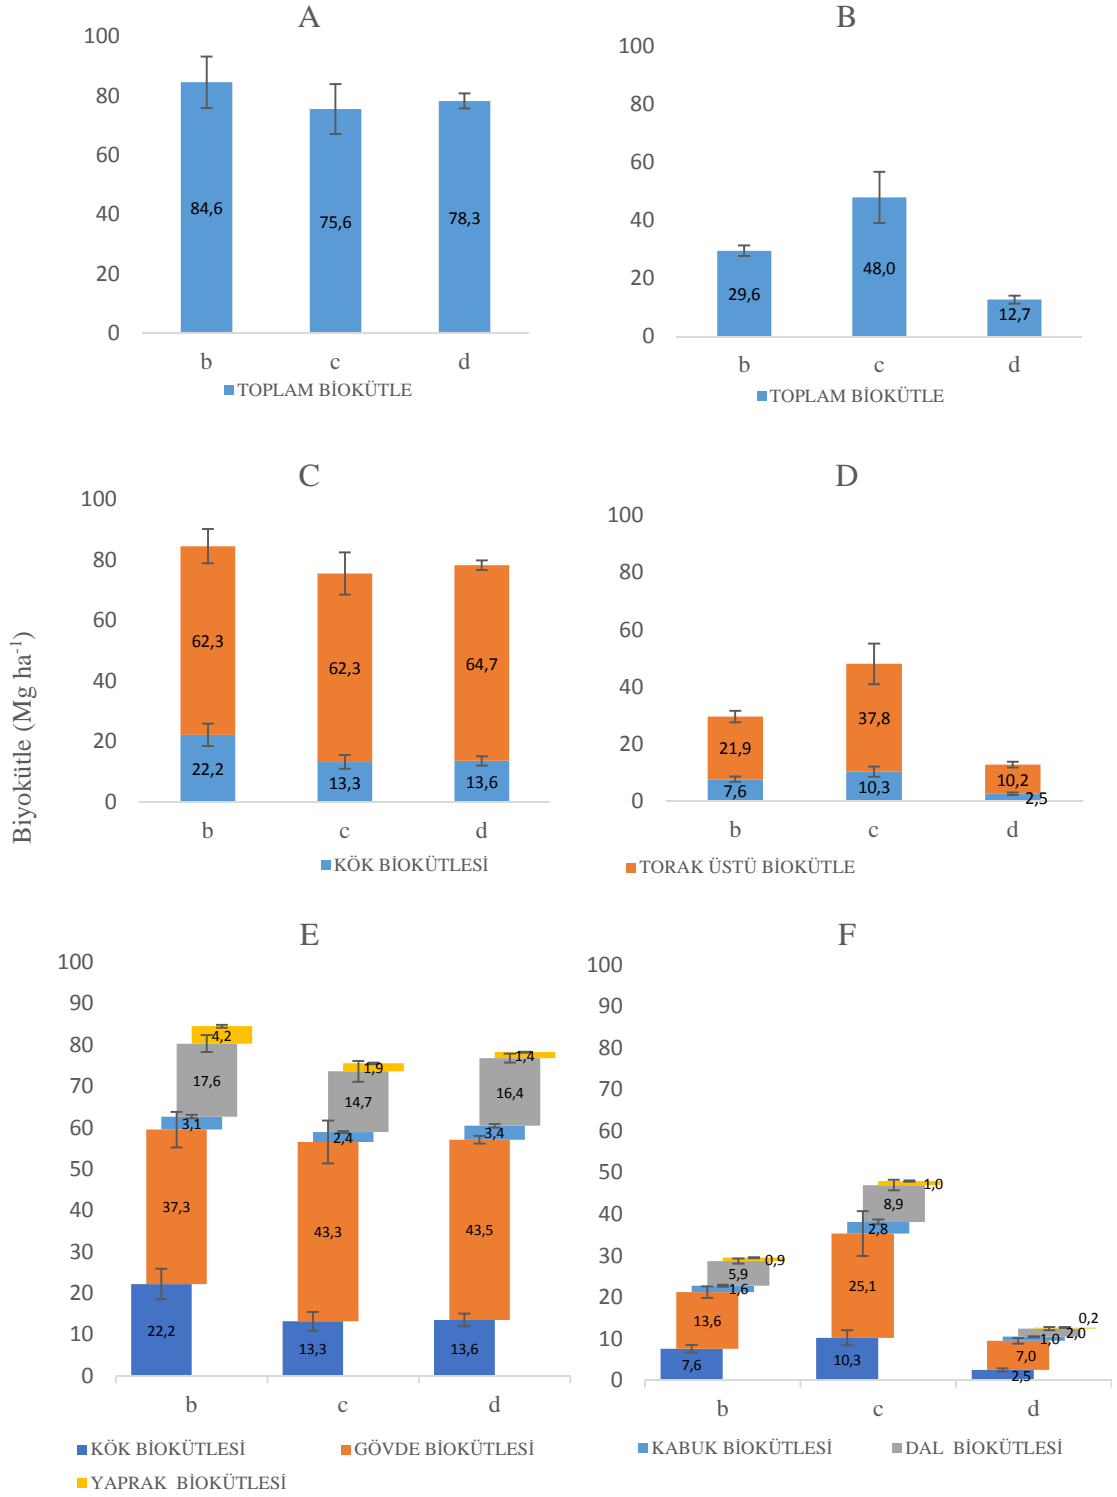 A
B
100
80
60
40
20
0
84,6
75,6
78,3
b
c
d
TOPLAM BİOKÜTLE
100
80
60
40
20
0
29,6
48,0
12,7
b
c
d
TOPLAM BİOKÜTLE
Biyokütle (Mg ha-1)
C
D
100
80
60
40
20
0
62,3
62,3
64,7
22,2
13,3
13,6
b
c
d
KÖK BİOKÜTLESİ
100
80
60
40
20
0
21,9
37,8
10,2
7,6
10,3
2,5
b
c
d
TORAK ÜSTÜ BİOKÜTLE
E
F
100
90
80
70
60
50
40
30
20
10
0
4,2
1,9
1,4
17,6
14,7
16,4
3,1
2,4
3,4
37,3
43,3
43,5
22,2
13,3
13,6
b
c
d
100
90
80
70
60
50
40
30
20
10
0
0,9
1,0
0,2
5,9
8,9
2,0
1,6
2,8
1,0
13,6
25,1
7,0
7,6
10,3
2,5
b
c
d
KÖK BİOKÜTLESİ
GÖVDE BİOKÜTLESİ
KABUK BİOKÜTLESİ
DAL BİOKÜTLESİ
YAPRAK BİOKÜTLESİ